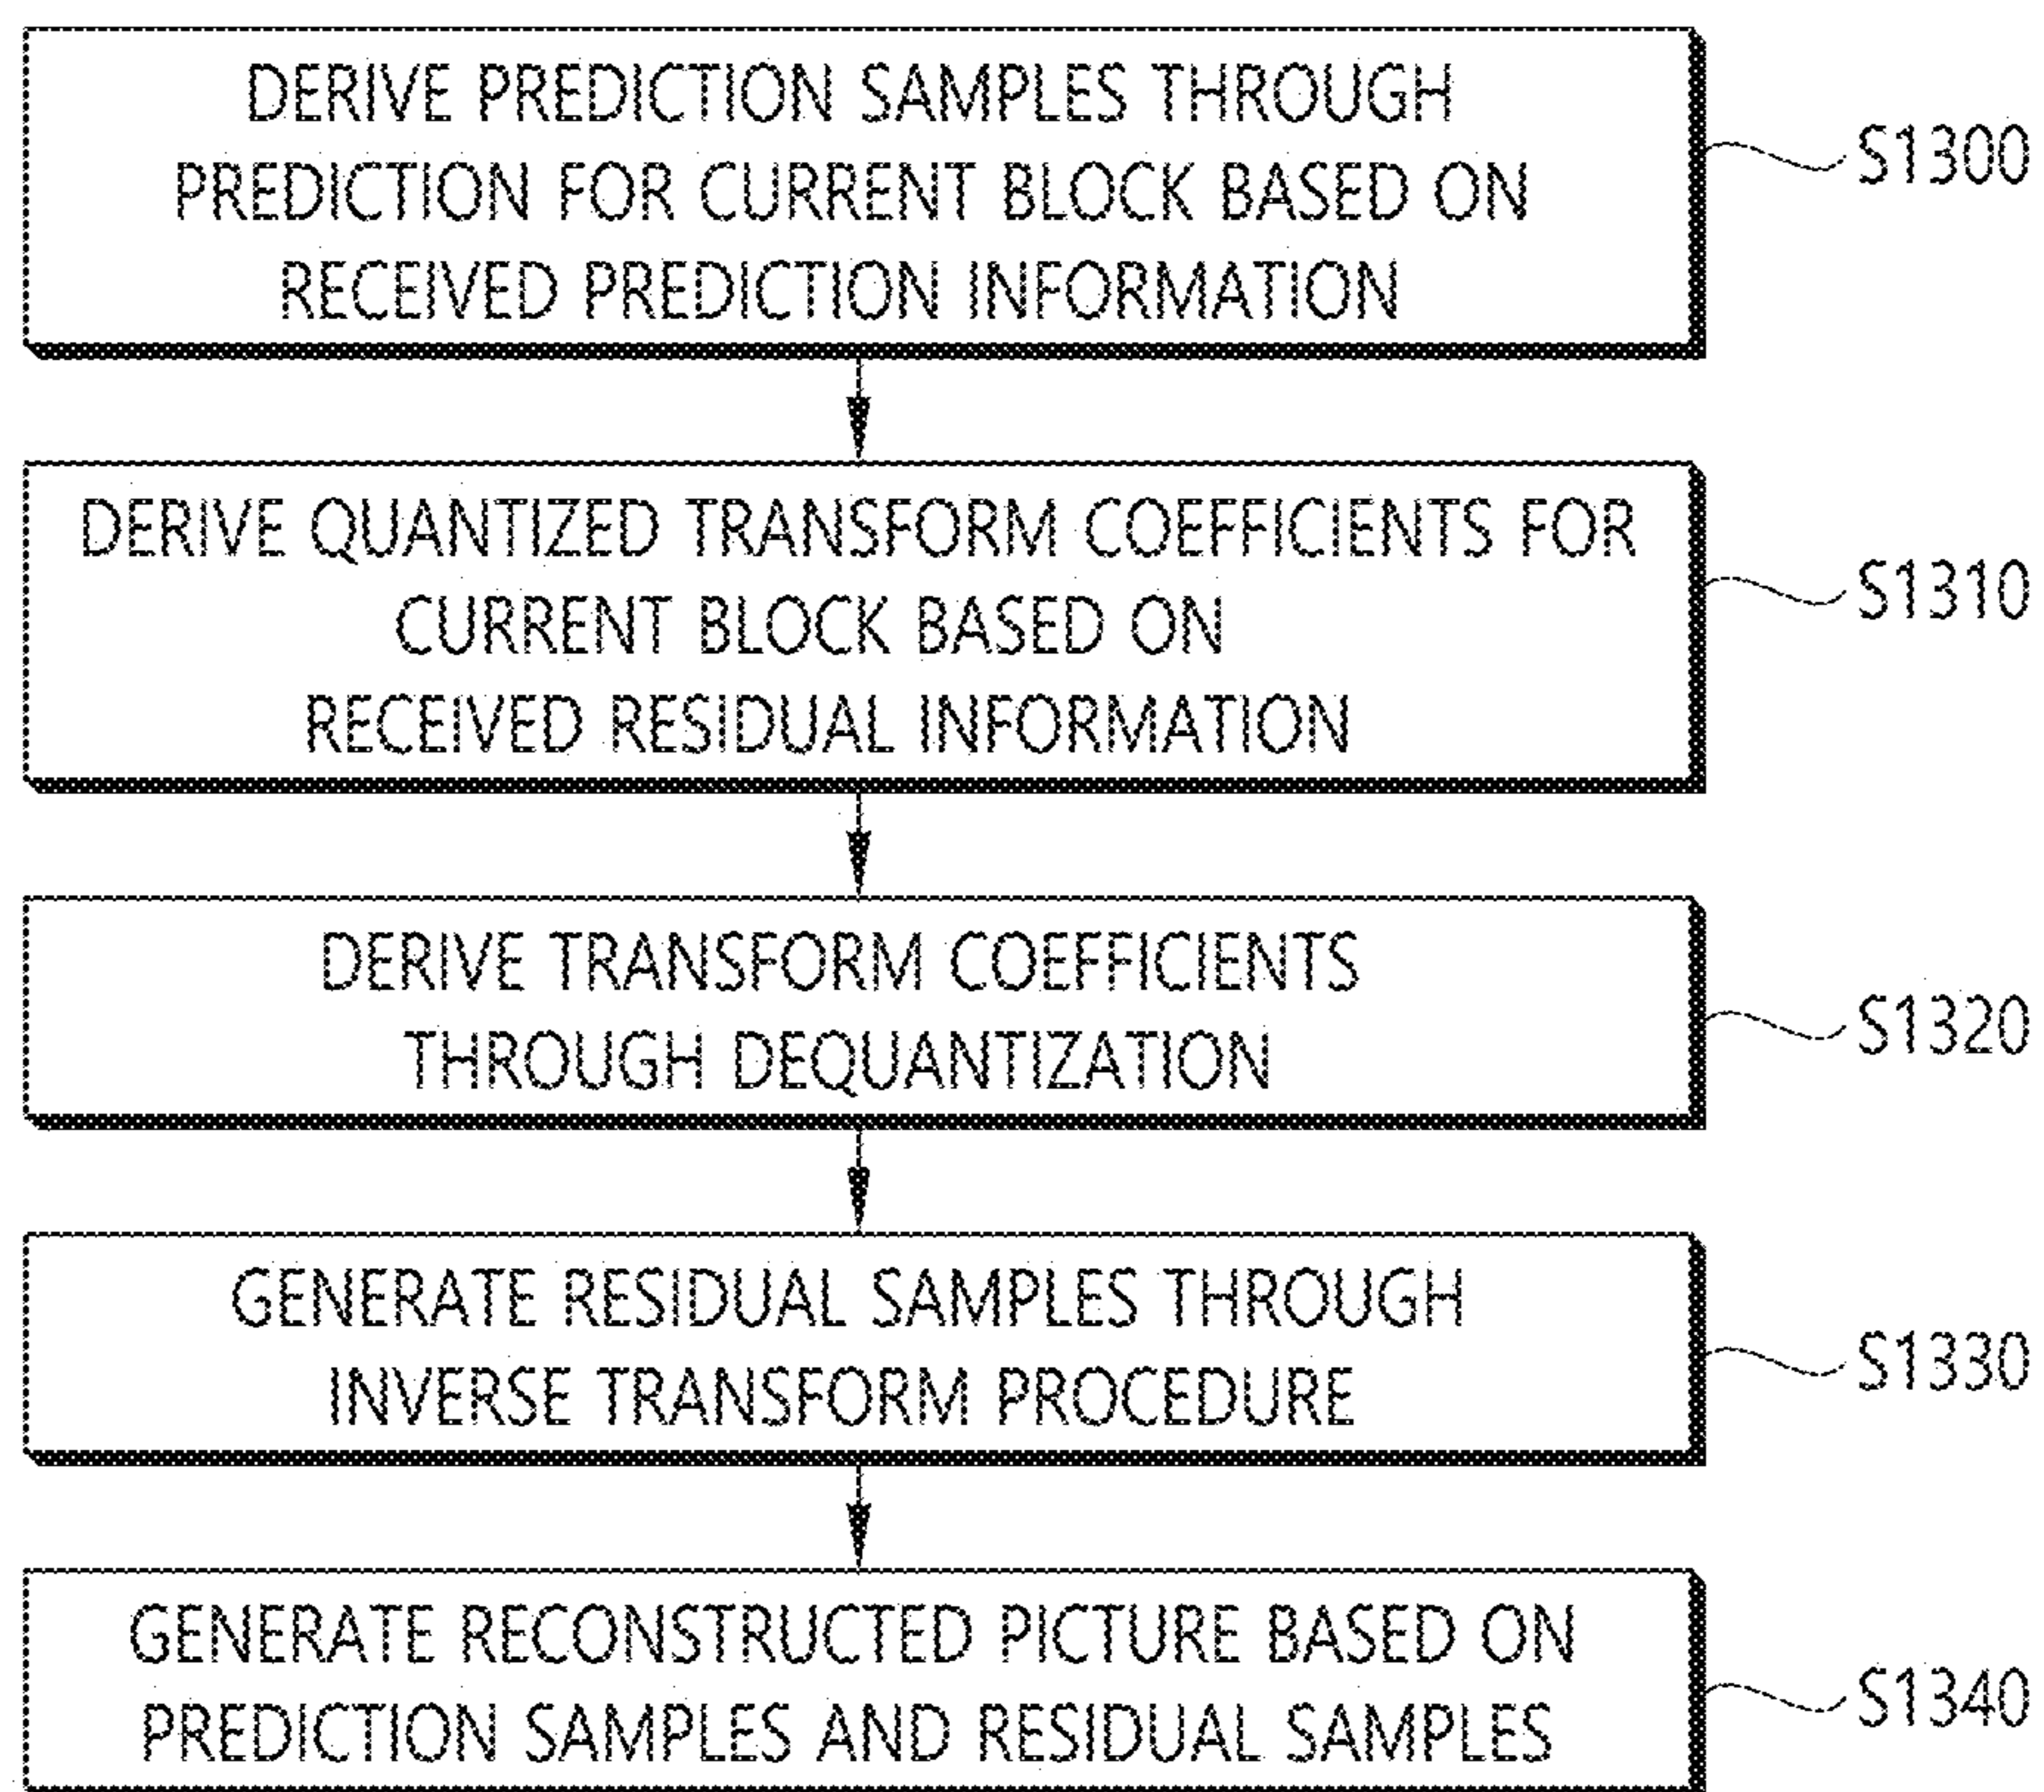 DERIVE PREDICTION SAMPLES THROUGH
PREDICTION FOR CURRENT BLOCK BASED ON
RECEIVED PREDICTION INFORMATION
S1300
DERIVE QUANTIZED TRANSFORM COEFFICIENTS FOR
CURRENT BLOCK BASED ON
RECEIVED RESIDUAL INFORMATION
S1310
DERIVE TRANSFORM COEFFICIENTS
THROUGH DEQUANTIZATION
S1320
GENERATE RESIDUAL SAMPLES THROUGH
INVERSE TRANSFORM PROCEDURE
S1330
GENERATE RECONSTRUCTED PICTURE BASED ON
PREDICTION SAMPLES AND RESIDUAL SAMPLES
S1340